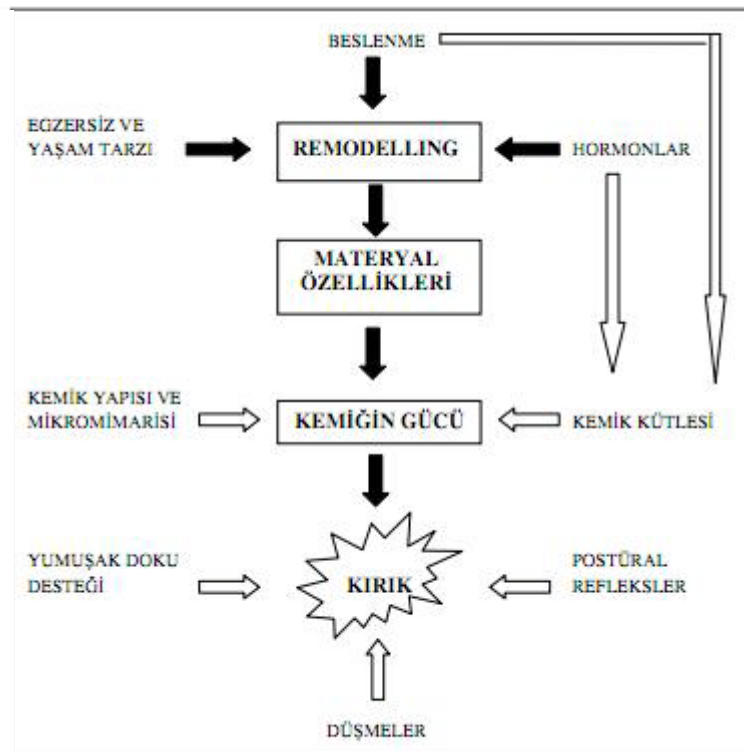 BESLENME
EGZERSİZ VE
YAŞAM TARZI
REMODELLING
HORMONLAR
MATERYAL
ÖZELLİKLERİ
KEMİK YAPISI VE
MİKROMİMARİSİ
KEMİĞİN GÜCÜ
KEMİK KÜTLESİ
YUMUŞAK DOKU
DESTEĞİ
KIRIK
POSTÜRAL
REFLEKSLER
DÜŞMELER